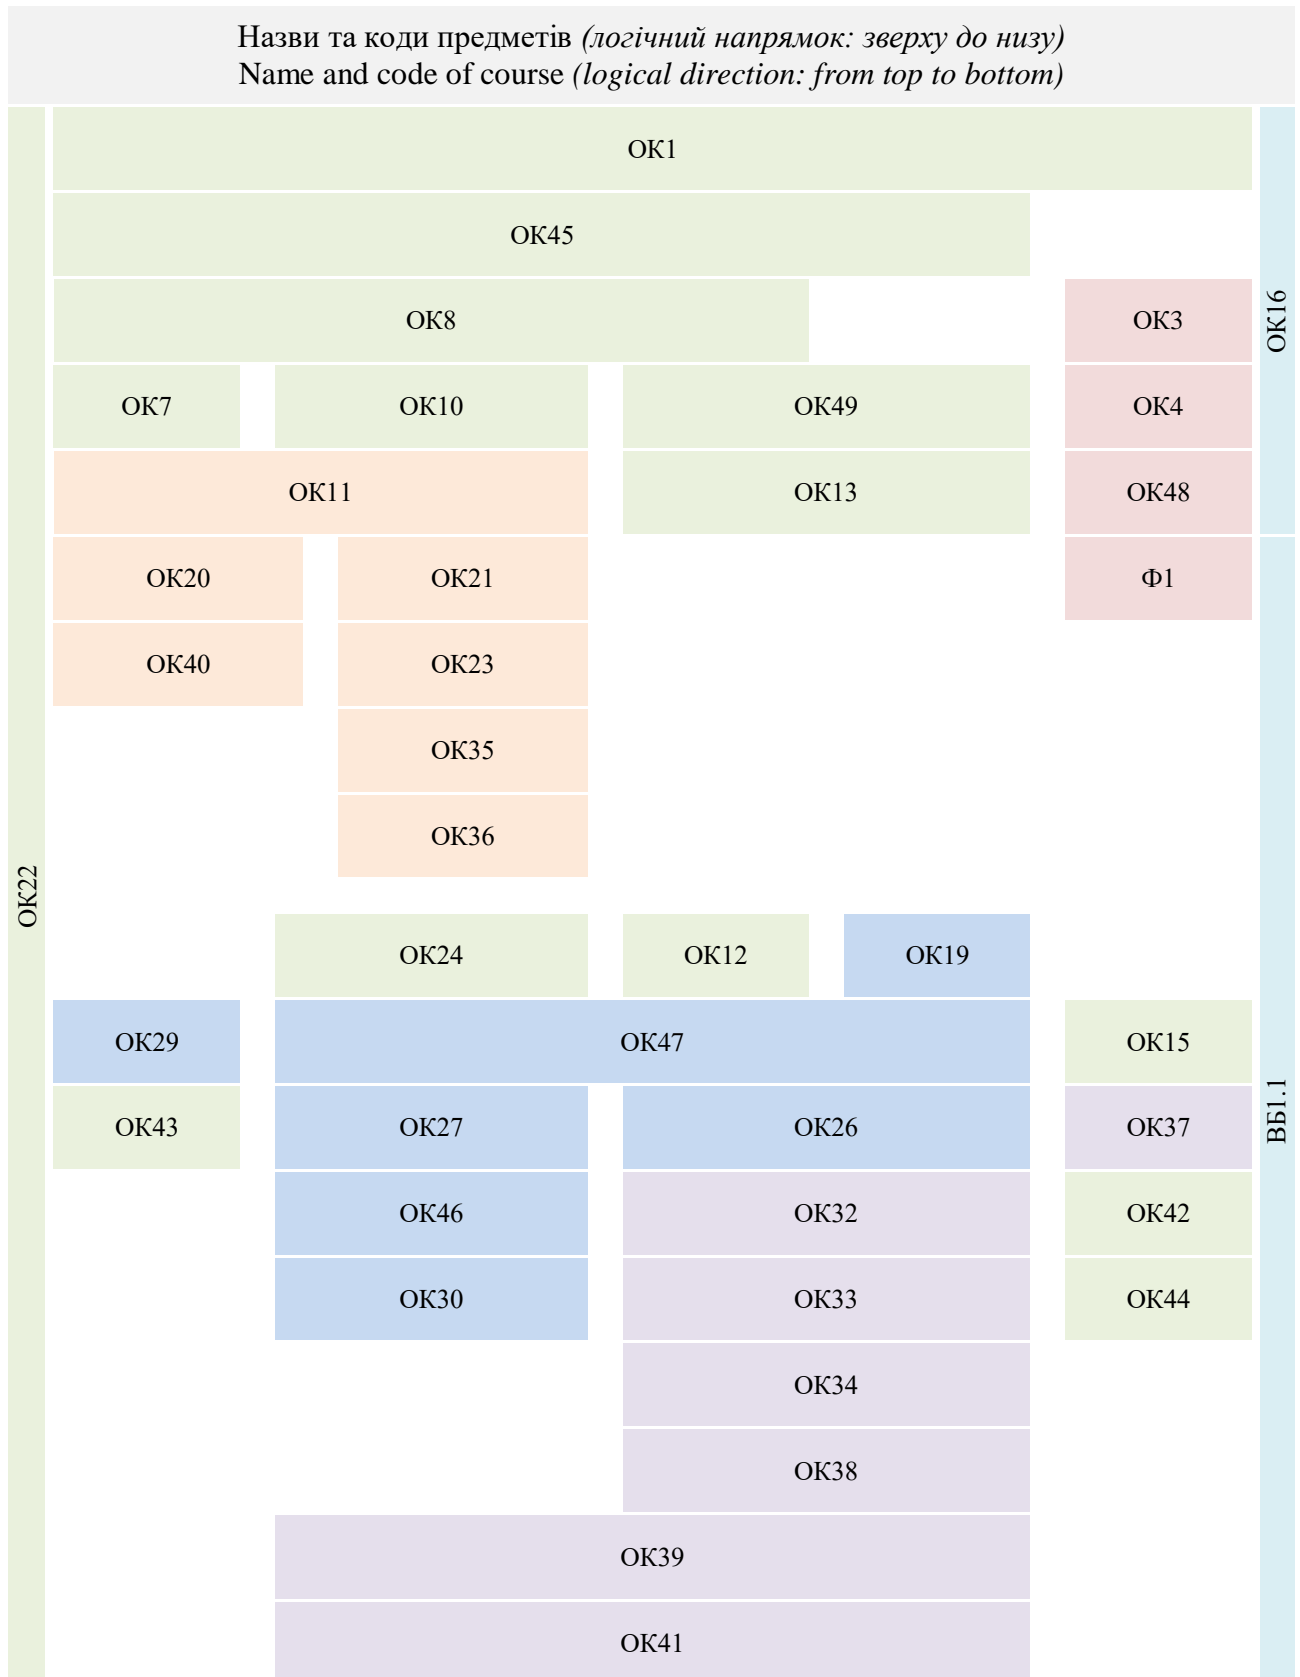 Назви та коди предметів (логічний напрямок: зверху до низу)
Name and code of course (logical direction: from top to bottom)
ОК1
ОК45
ОК8
ОК3
ОК16
ОК7
ОК10
ОК49
ОК4
ОК11
ОК13
ОК48
ОК20
ОК21
Ф1
ОК40
ОК23
ОК35
ОК36
ОК22
ОК24
ОК12
ОК19
ОК29
ОК47
ОК15
ОК43
ОК27
ОК26
ОК37
ВБ1.1
ОК46
ОК32
ОК42
ОК30
ОК33
ОК44
ОК34
ОК38
ОК39
ОК41